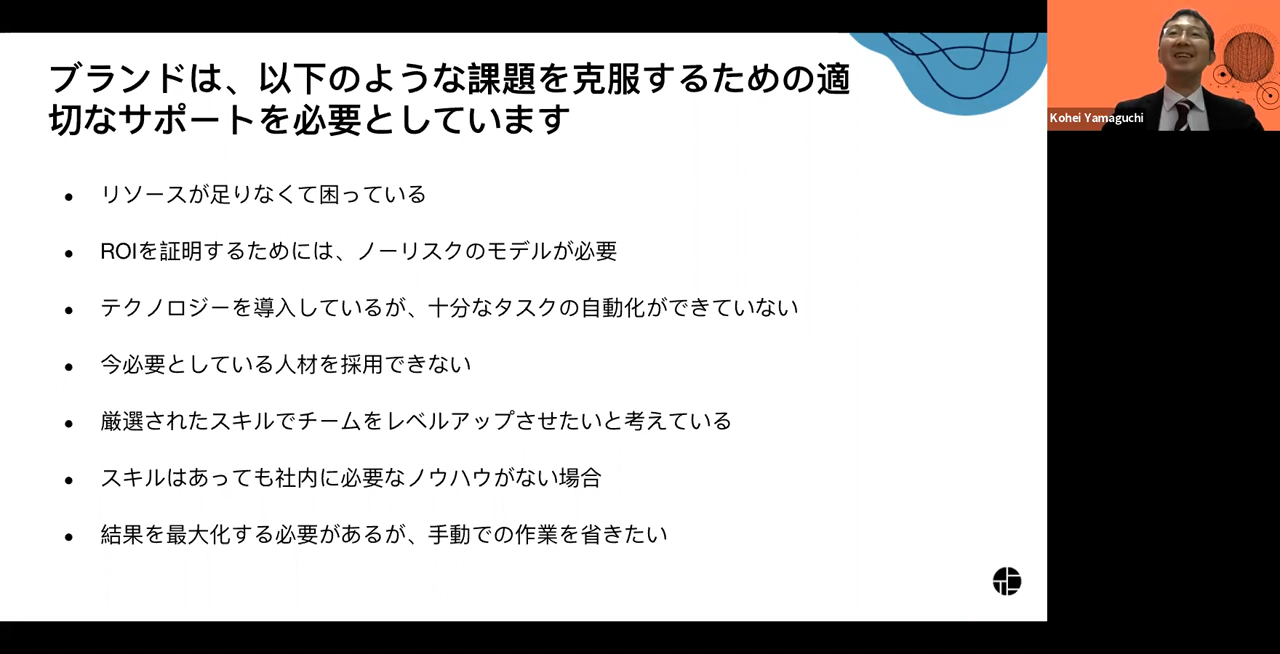 ブランドは、以下のような課題を克服するための適
切なサポートを必要としています
● リソースが足りなくて困っている
● ROIを証明するためには、ノーリスクのモデルが必要
● テクノロジーを導入しているが、十分なタスクの自動化ができていない
● 今必要としている人材を採用できない
● 厳選されたスキルでチームをレベルアップさせたいと考えている
● スキルはあっても社内に必要なノウハウがない場合
● 結果を最大化する必要があるが、手動での作業を省きたい
Kohei Yamaguchi